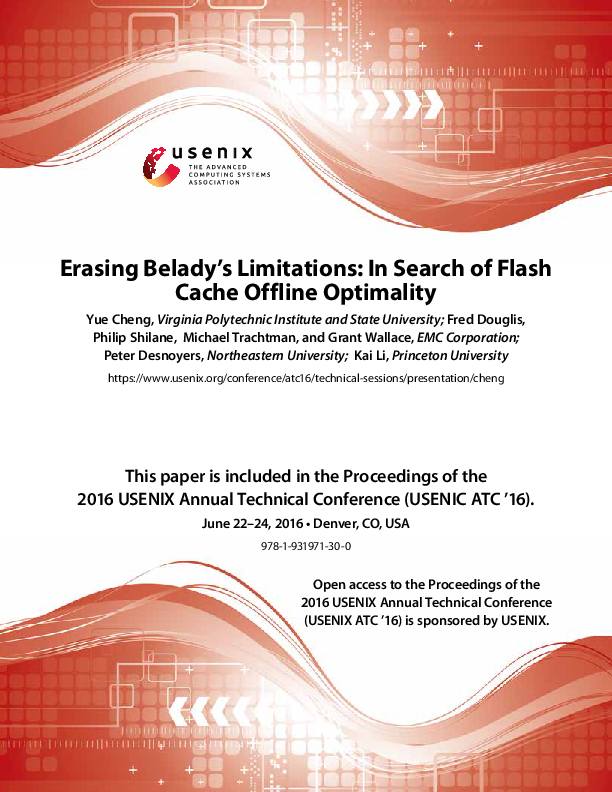 usenix
THE ADVANCED
COMPUTING SYSTEMS
ASSOCIATION
Erasing Belady’s Limitations: In Search of Flash
Cache Offline Optimality
Yue Cheng, Virginia Polytechnic Institute and State University; Fred Douglis,
Philip Shilane, Michael Trachtman, and Grant Wallace, EMC Corporation;
Peter Desnoyers, Northeastern University; Kai Li, Princeton University
https://www.usenix.org/conference/atc16/technical-sessions/presentation/cheng
This paper is included in the Proceedings of the
2016 USENIX Annual Technical Conference (USENIC ATC ’16).
June 22–24, 2016 • Denver, CO, USA
978-1-931971-30-0
Open access to the Proceedings of the
2016 USENIX Annual Technical Conference
(USENIX ATC ’16) is sponsored by USENIX.